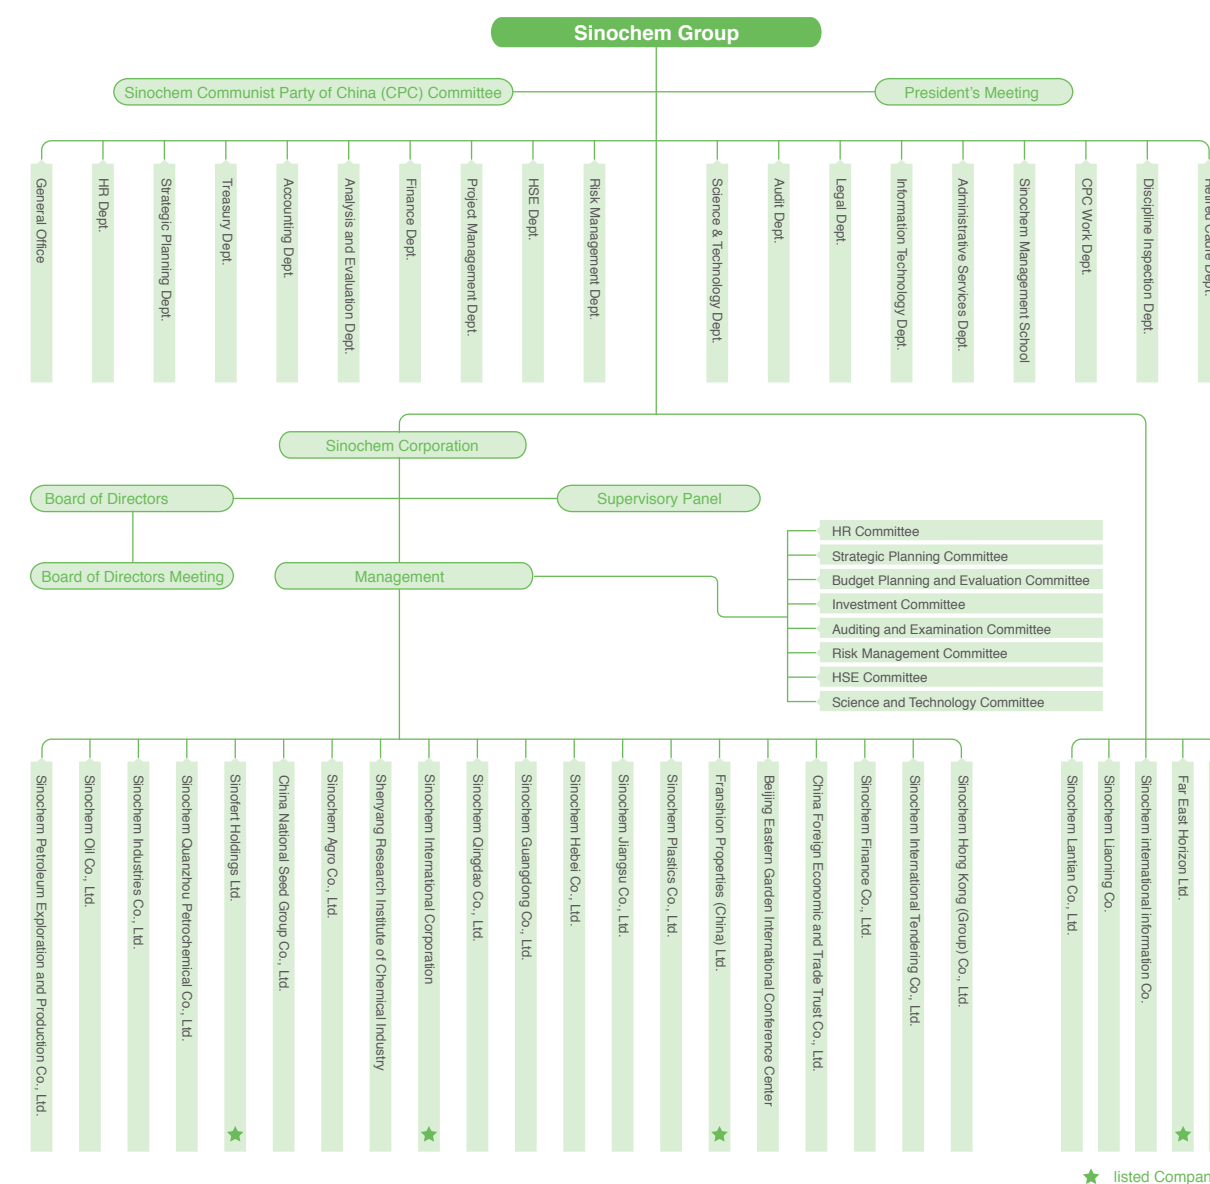 Sinochem Group
Sinochem Communist Party of China (CPC) Committee
President's Meeting
General Office
HR Dept.
Strategic Planning Dept.
Treasury Dept.
Accounting Dept.
Analysis and Evaluation Dept.
Finance Dept.
Project Management Dept.
HSE Dept.
Risk Management Dept.
Science & Technology Dept.
Audit Dept.
Legal Dept.
Information Technology Dept.
Administrative Services Dept.
Sinochem Management School
CPC Work Dept.
Discipline Inspection Dept.
Sinochem Corporation
Board of Directors
Supervisory Panel
Board of Directors Meeting
Management
HR Committee
Strategic Planning Committee
Budget Planning and Evaluation Committee
Investment Committee
Auditing and Examination Committee
Risk Management Committee
HSE Committee
Science and Technology Committee
Sinochem Petroleum Exploration and Production Co., Ltd.
Sinochem Oil Co., Ltd.
Sinochem Industries Co., Ltd.
Sinochem Quanzhou Petrochemical Co., Ltd.
Sinofert Holdings Ltd.
China National Seed Group Co., Ltd.
Sinochem Agro Co., Ltd.
Shenyang Research Institute of Chemical Industry
Sinochem International Corporation
Sinochem Qingdao Co., Ltd.
Sinochem Guangdong Co., Ltd.
Sinochem Hebei Co., Ltd.
Sinochem Jiangsu Co., Ltd.
Sinochem Plastics Co., Ltd.
Franshion Properties (China) Ltd.
Beijing Eastern Garden International Conference Center
China Foreign Economic and Trade Trust Co., Ltd.
Sinochem Finance Co., Ltd.
Sinochem International Tendering Co., Ltd.
Sinochem Hong Kong (Group) Co., Ltd.
Sinochem Lantian Co., Ltd.
Sinochem Liaoning Co.
Sinochem international information Co.
Far East Horizon Ltd.
listed Compan